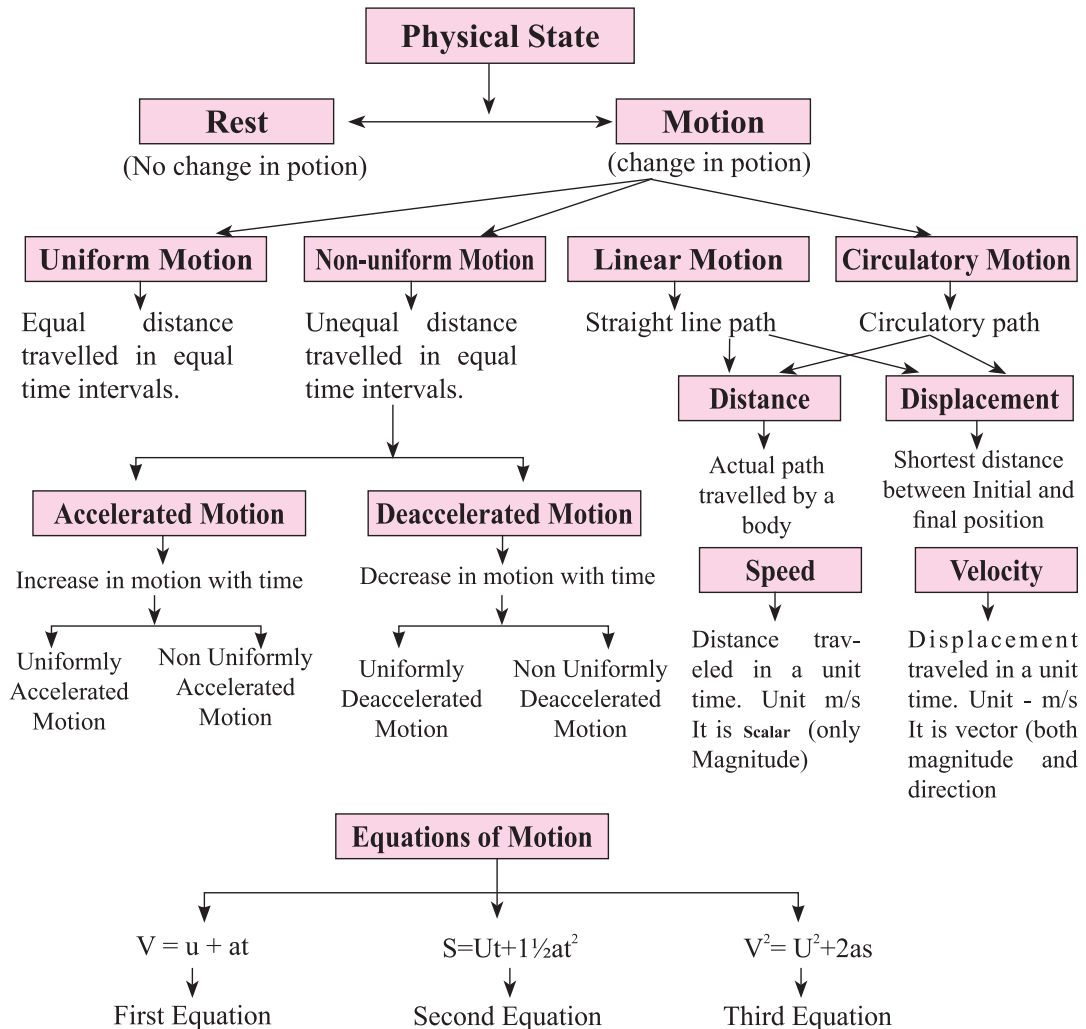 Physical State
Rest
Motion
(No change in potion)
(change in potion)
Uniform Motion
Non-uniform Motion
Linear Motion
Circulatory Motion
Equal distance
travelled in equal
time intervals.
Unequal distance
travelled in equal
time intervals.
Straight line path
Circulatory path
Distance
Displacement
Actual path
travelled by a
body
Shortest distance
between Initial and
final position
Accelerated Motion
Deaccelerated Motion
Increase in motion with time
Decrease in motion with time
Uniformly
Accelerated
Motion
Non Uniformly
Accelerated
Motion
Uniformly
Deaccelerated
Motion
Non Uniformly
Deaccelerated
Motion
Speed
Velocity
Distance trav-
eled in a unit
time. Unit m/s
It is Scalar (only
Magnitude)
Displacement
traveled in a unit
time. Unit - m/s
It is vector (both
magnitude and
direction
Equations of Motion
V = u + at
S=Ut+1½at²
V²= U²+2as
First Equation
Second Equation
Third Equation